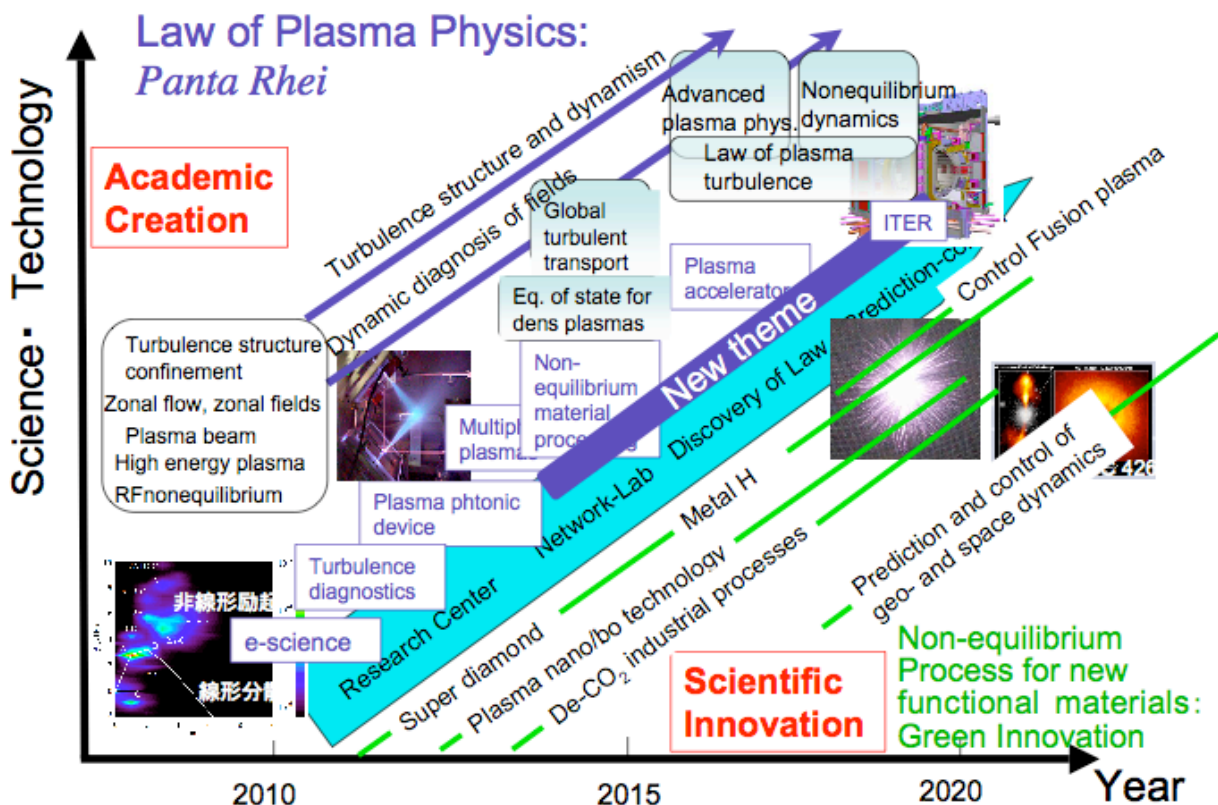 Law of Plasma Physics:
Panta Rhei
Science・Technology
Academic
Creation
Turbulence structure and dynamism
Dynamic diagnosis of fields
Advanced
plasma phys.
Nonequilibrium
dynamics
Law of plasma
turbulence
ITER
Global
turbulent
transport
Eq. of state for
dens plasmas
Plasma
accelerator
Turbulence structure
confinement
Zonal flow, zonal fields
Plasma beam
High energy plasma
RFnonequilibrium
Non-
equilibrium
material
processing
plasmas
Plasma phtonic
device
Turbulence
diagnostics
e-science
非線形励起
線形分散
New theme
Research Center
Network-Lab
Discovery of Law
Control Fusion plasma
Metal H
Super diamond
Plasma nano/bo technology
De-CO2 industrial processes
Prediction and control of
geo- and space dynamics
426
Scientific
Innovation
Non-equilibrium
Process for new
functional materials:
Green Innovation
2010
2015
2020
Year